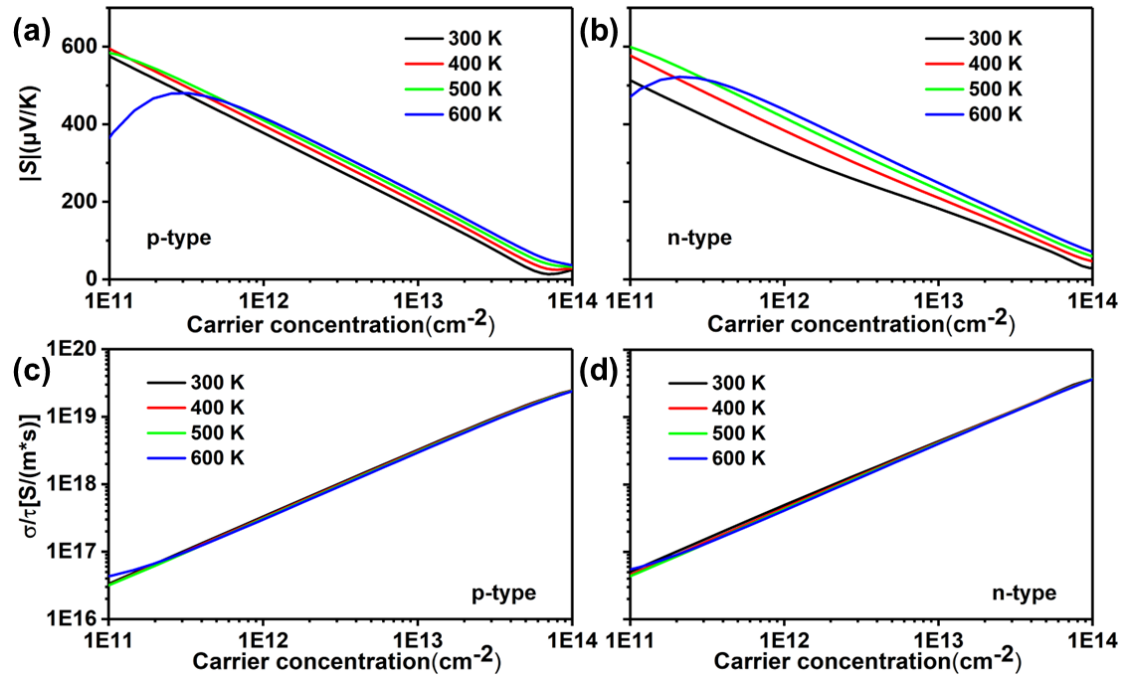 (a)
600
400
200
0
|S|(μV/K)
300 K
400 K
500 K
600 K
p-type
1E11 1E12 1E13 1E14
Carrier concentration(cm-2)
(b)
300 K
400 K
500 K
600 K
n-type
1E11 1E12 1E13 1E14
Carrier concentration(cm-2)
(c)
1E20
1E19
1E18
1E17
1E16
σ/τ[S/(m*s)]
300 K
400 K
500 K
600 K
p-type
1E11 1E12 1E13 1E14
Carrier concentration(cm-2)
(d)
300 K
400 K
500 K
600 K
n-type
1E11 1E12 1E13 1E14
Carrier concentration(cm-2)